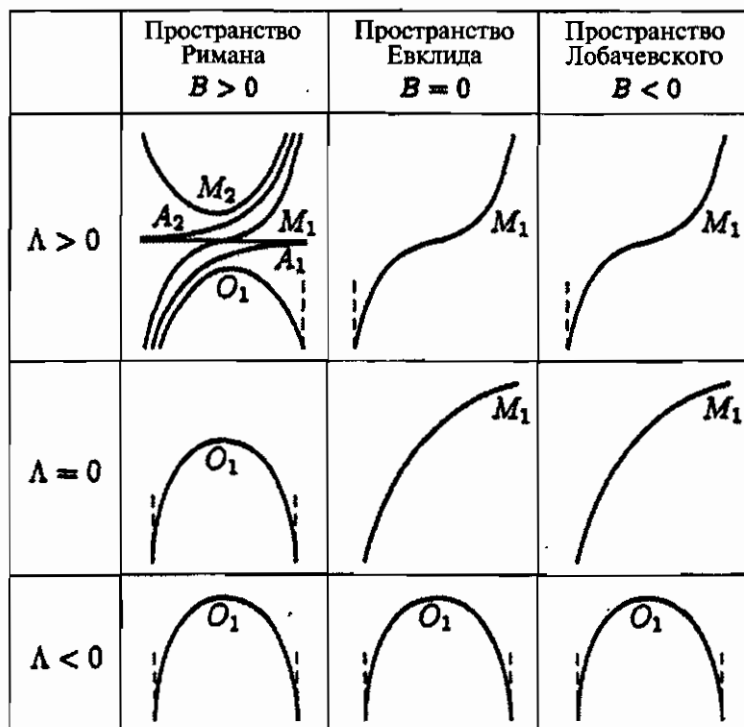 Пространство Римана
B > 0
Пространство Евклида
B = 0
Пространство Лобачевского
B < 0
Λ > 0
M₂
A₂
M₁
A₁
O₁
M₁
M₁
Λ = 0
O₁
M₁
M₁
Λ < 0
O₁
O₁
O₁